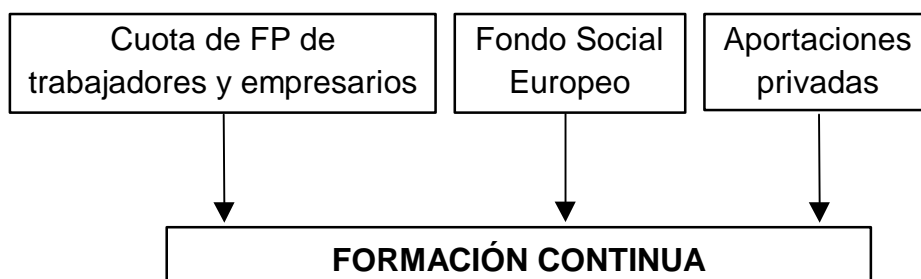 Cuota de FP de
trabajadores y empresarios
Fondo Social
Europeo
Aportaciones
privadas
FORMACIÓN CONTINUA